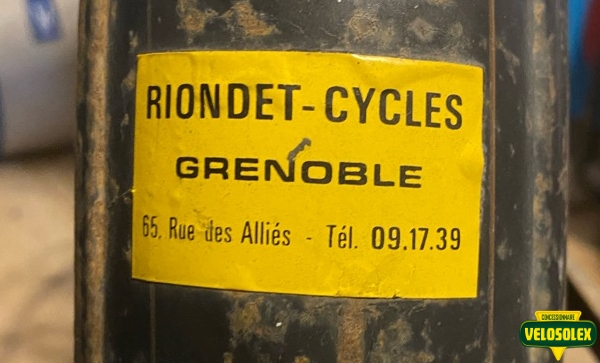 RIONDET-CYCLES
GRENOBLE
65, Rue des Alliés - Tél. 09.17.39
CONCESSIONNAIRE
VELOSOLEX